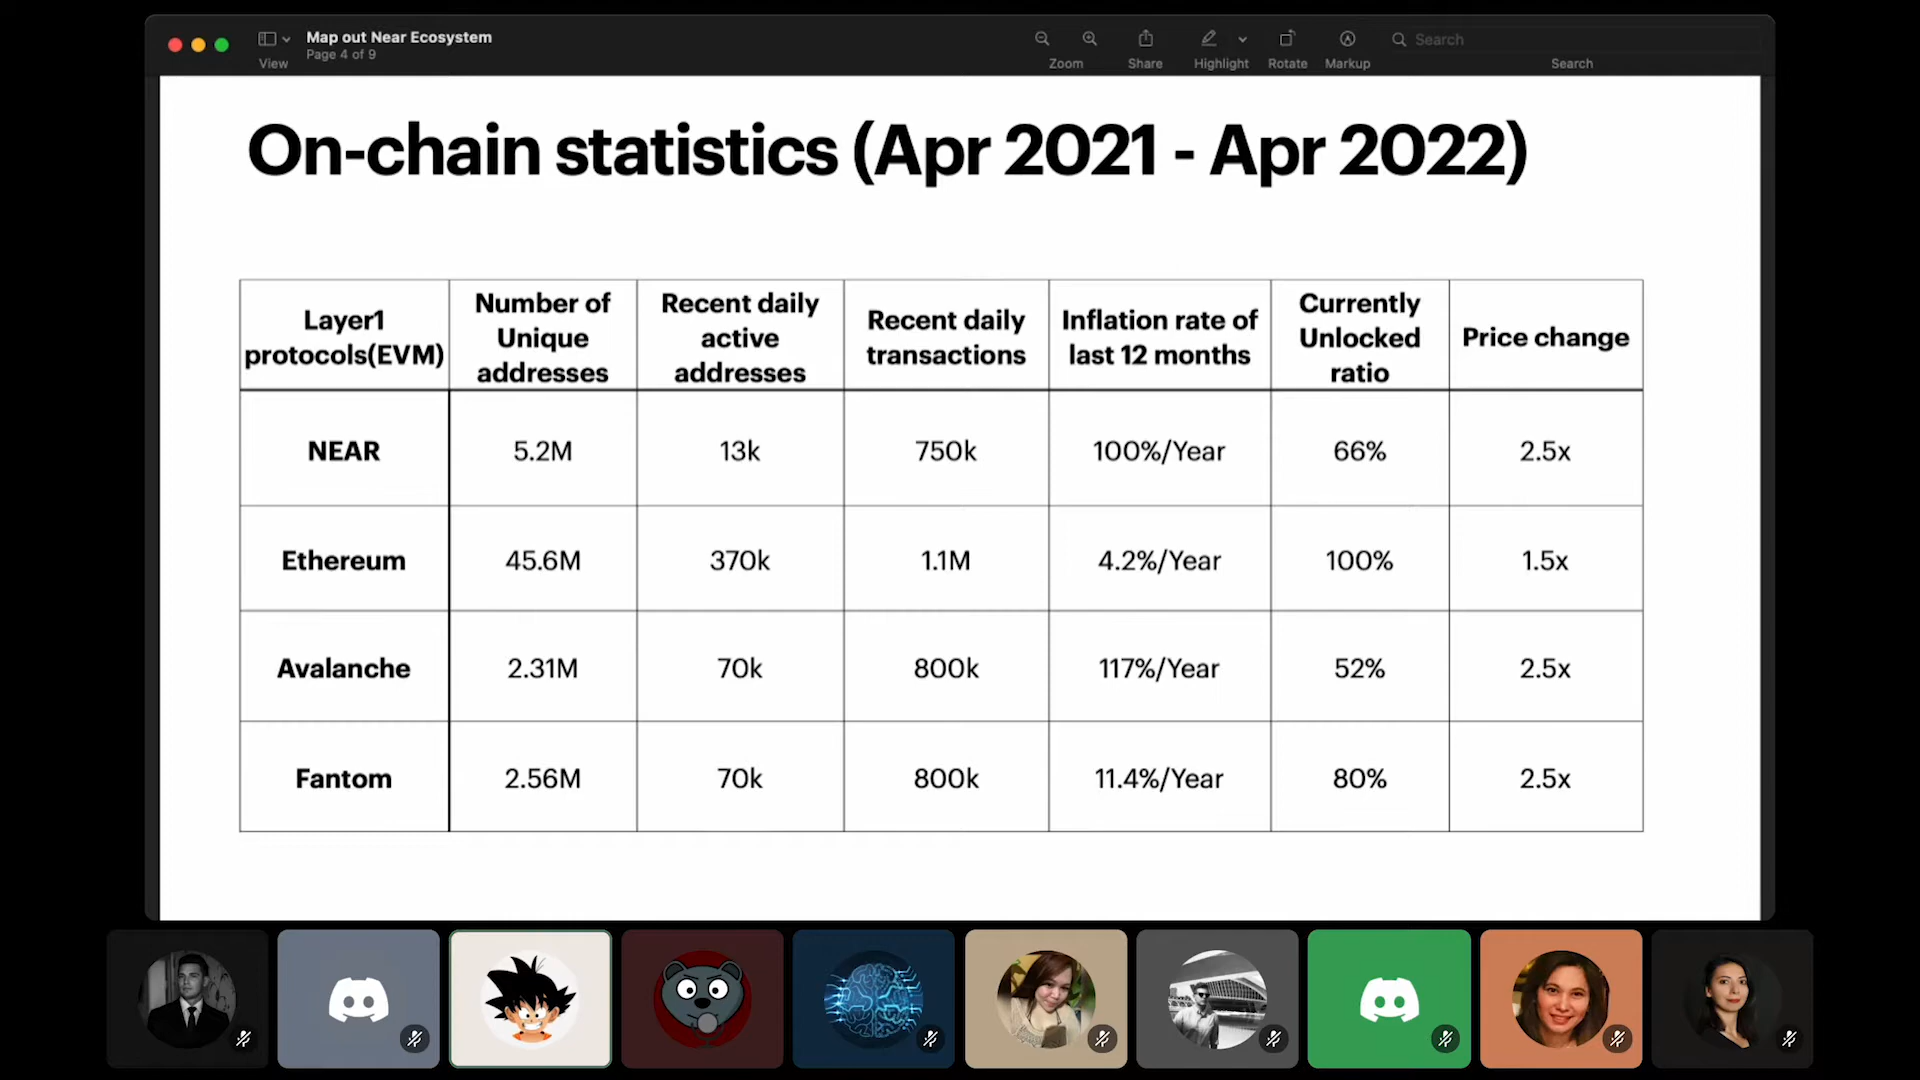 Map out Near Ecosystem
Page 4 of 9
View
Zoom
Share
Highlight
Rotate
Markup
Search
Search
On-chain statistics (Apr 2021 - Apr 2022)
Layer1 protocols(EVM)
Number of Unique addresses
Recent daily active addresses
Recent daily transactions
Inflation rate of last 12 months
Currently Unlocked ratio
Price change
NEAR 5.2M 13k 750k 100%/Year 66% 2.5x
Ethereum 45.6M 370k 1.1M 4.2%/Year 100% 1.5x
Avalanche 2.31M 70k 800k 117%/Year 52% 2.5x
Fantom 2.56M 70k 800k 11.4%/Year 80% 2.5x